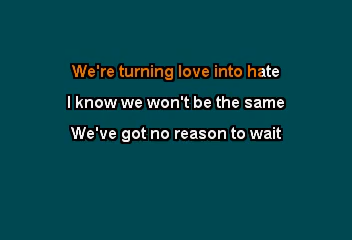 We're turning love into hate
I know we won't be the same
We've got no reason to wait